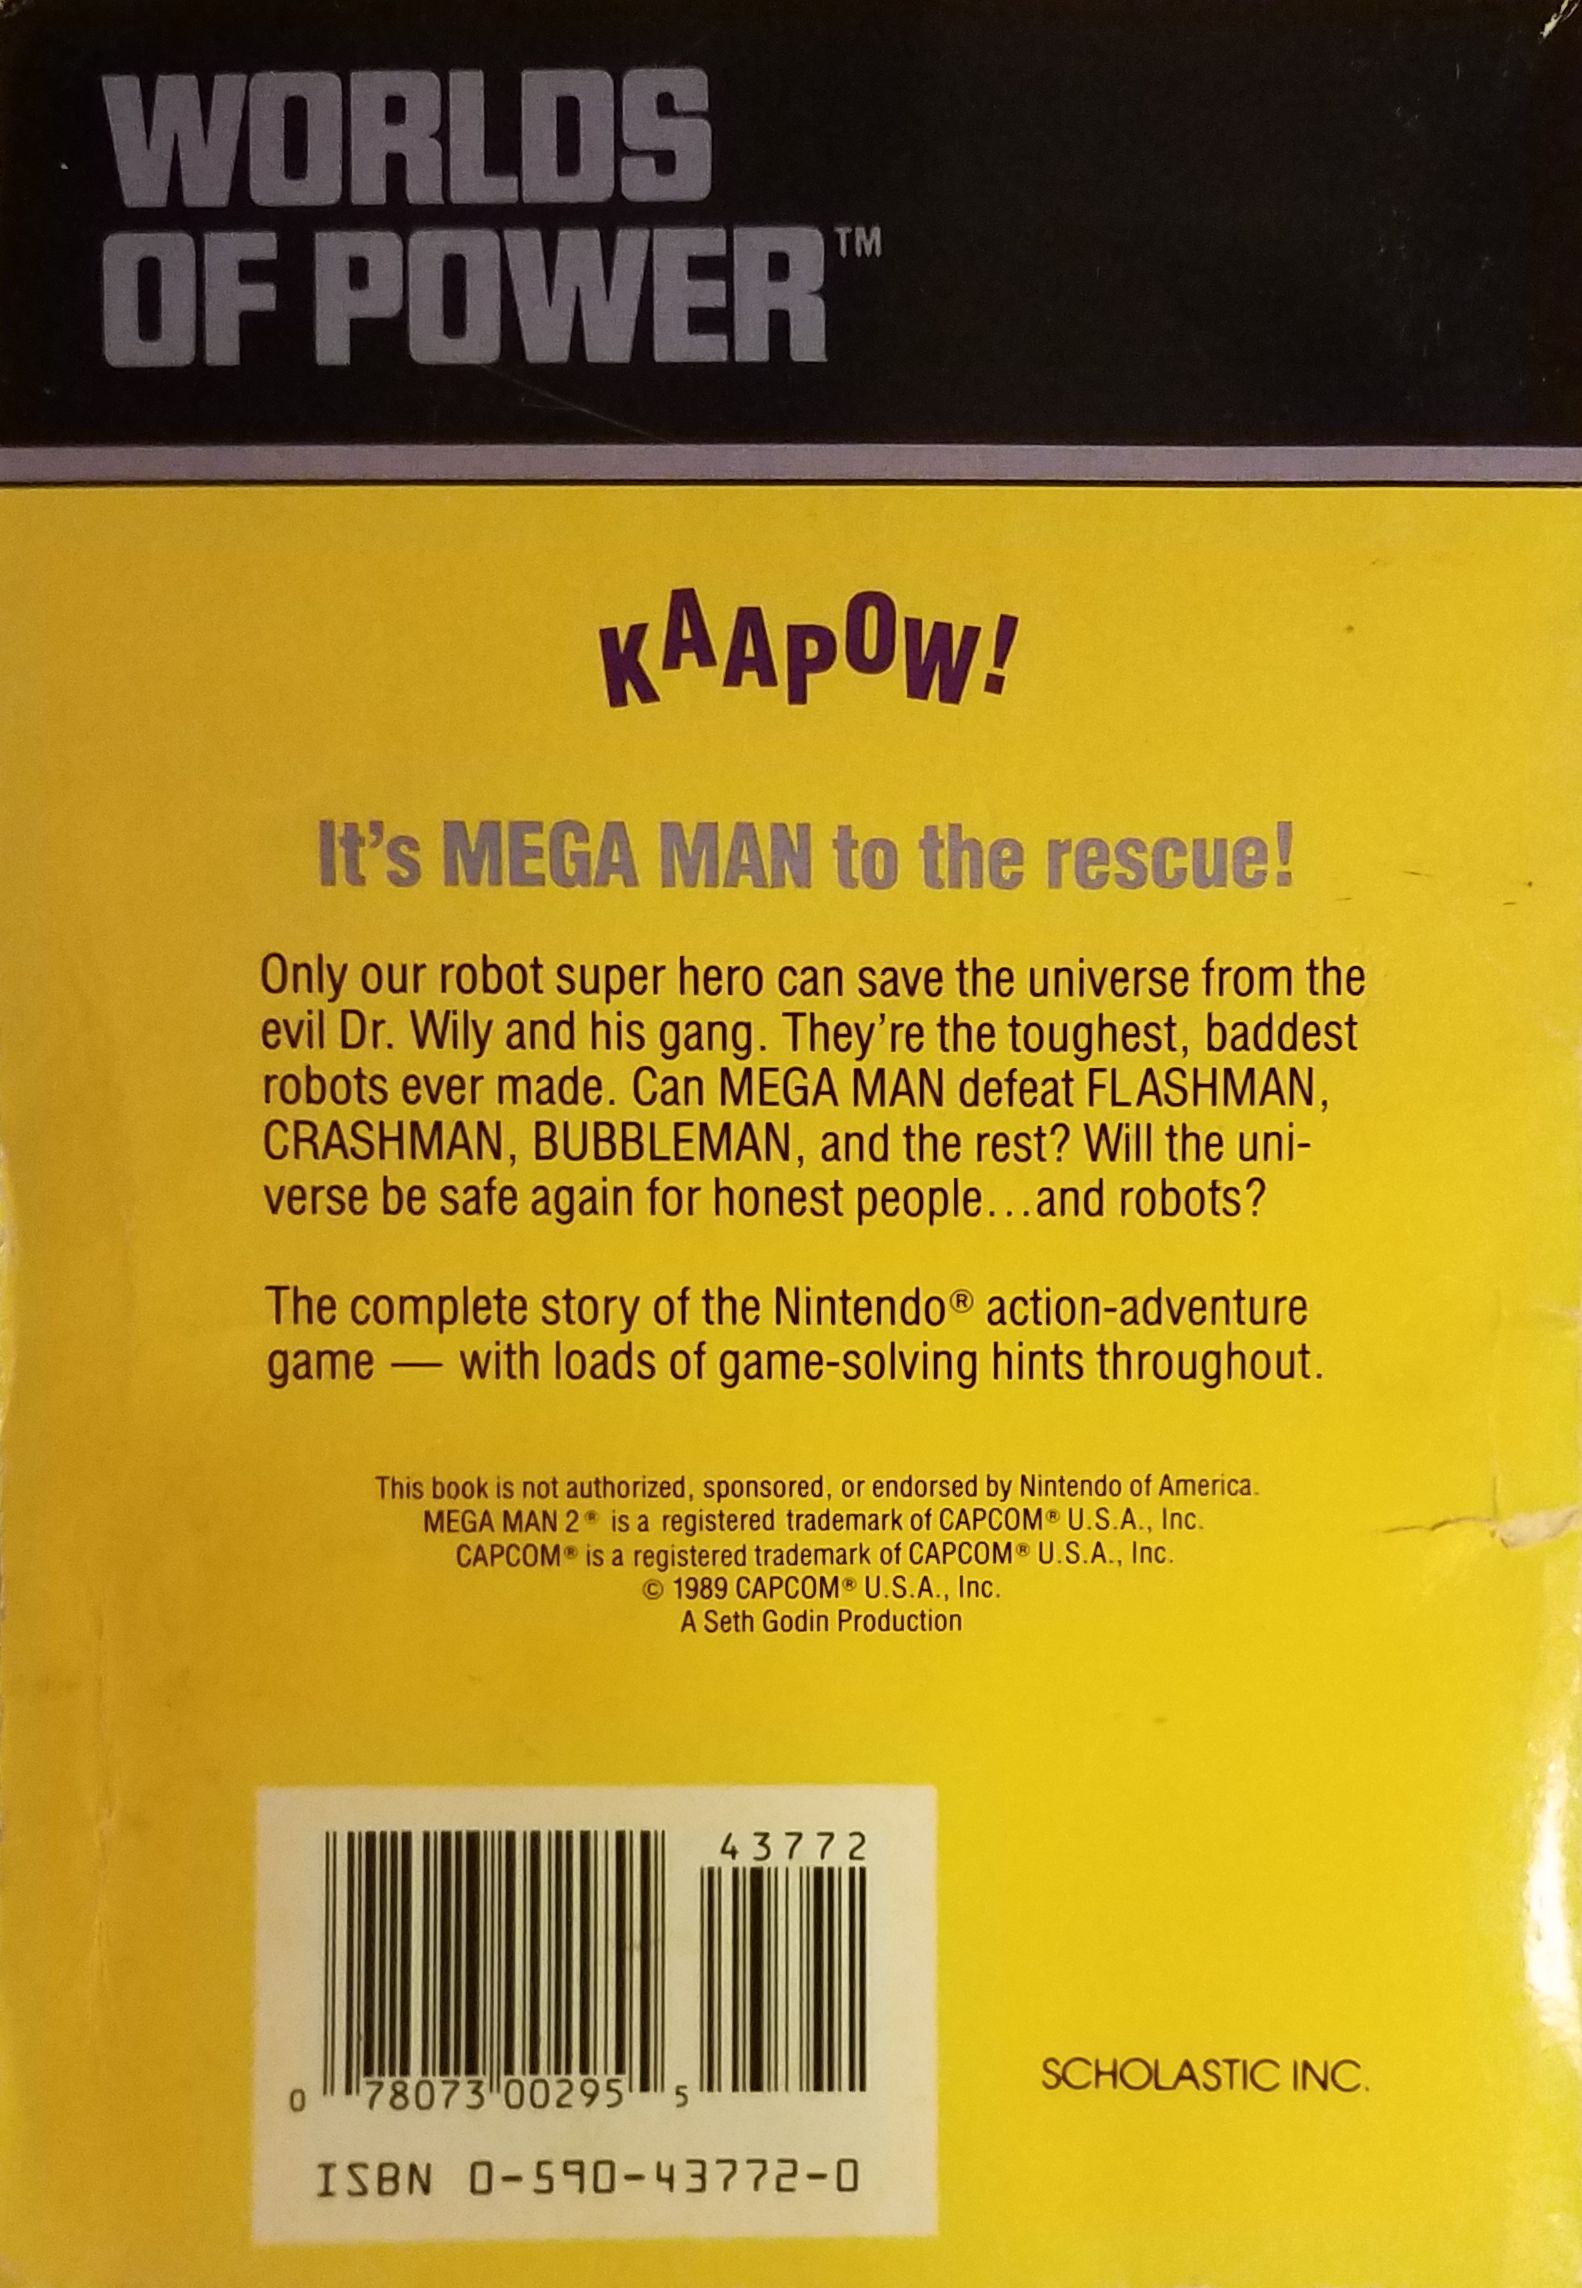 WORLDS
OF POWER™
KAAPOW!
It's MEGA MAN to the rescue!
Only our robot super hero can save the universe from the
evil Dr. Wily and his gang. They're the toughest, baddest
robots ever made. Can MEGA MAN defeat FLASHMAN,
CRASHMAN, BUBBLEMAN, and the rest? Will the uni-
verse be safe again for honest people...and robots?
The complete story of the Nintendo® action-adventure
game — with loads of game-solving hints throughout.
This book is not authorized, sponsored, or endorsed by Nintendo of America.
MEGA MAN 2® is a registered trademark of CAPCOM® U.S.A., Inc.
CAPCOM® is a registered trademark of CAPCOM® U.S.A., Inc.
© 1989 CAPCOM® U.S.A., Inc.
A Seth Godin Production
43772
0 78073 00295 5
ISBN 0-590-43772-0
SCHOLASTIC INC.